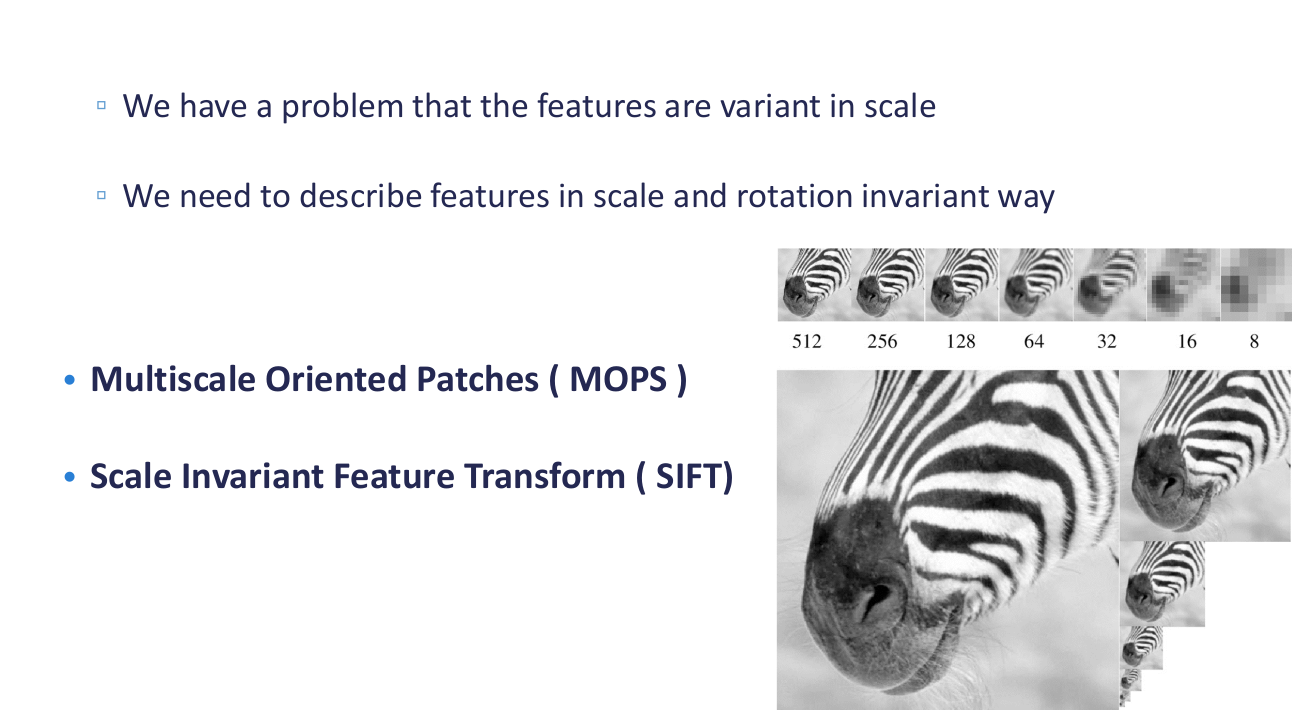 We have a problem that the features are variant in scale
We need to describe features in scale and rotation invariant way
512 256 128 64 32 16 8
Multiscale Oriented Patches ( MOPS )
Scale Invariant Feature Transform ( SIFT)